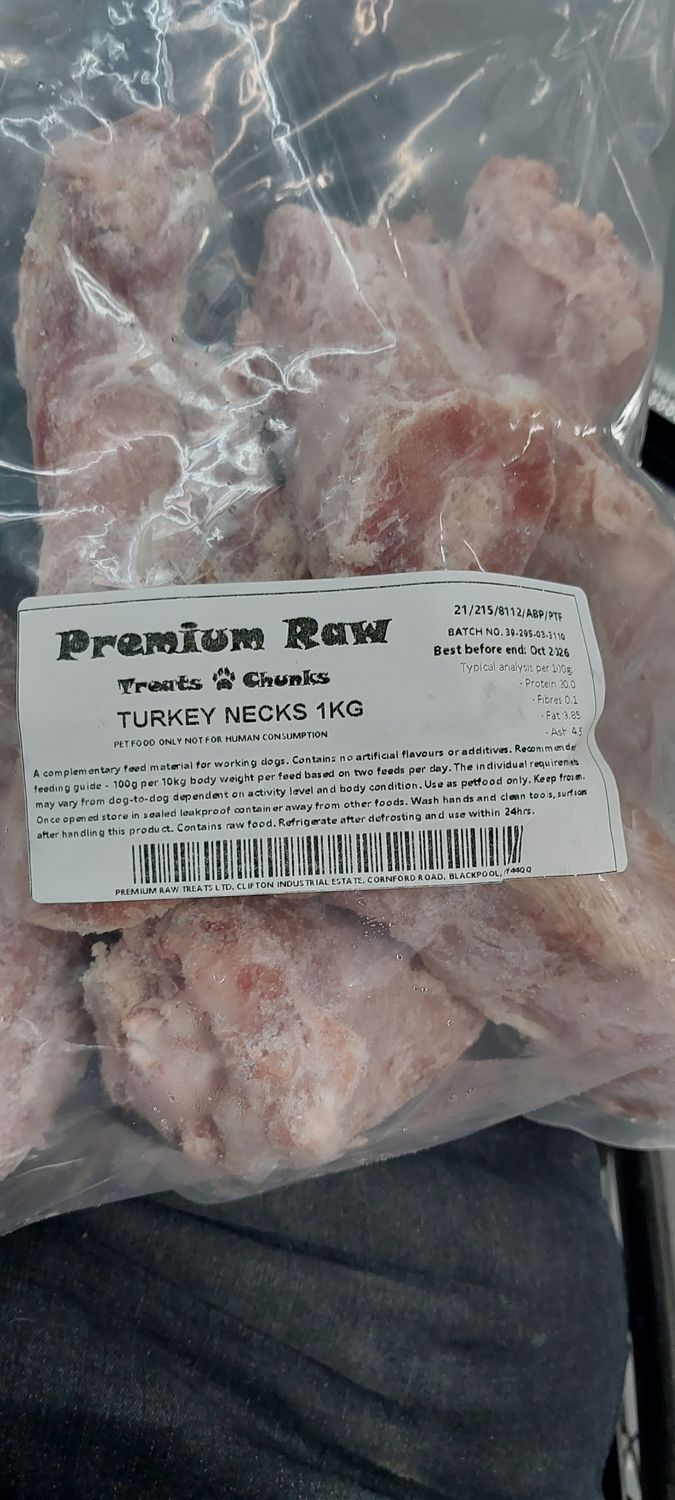 Premium Raw
Treats Chunks
TURKEY NECKS 1KG
PET FOOD ONLY NOT FOR HUMAN CONSUMPTION
21/215/8112/ABP/PTF
BATCH NO. 39-295-03-3110
Best before end: Oct 2026
Typical analysis per 100g
- Protein 20.0
- Fibres 0.1
- Fat 9.85
- Ash 4.5
A complementary feed material for working dogs. Contains no artificial flavours or additives. Recommended
feeding guide - 100g per 10kg body weight per feed based on two feeds per day. The individual requirements
may vary from dog-to-dog dependent on activity level and body condition. Use as petfood only. Keep frozen.
Once opened store in sealed leakproof container away from other foods. Wash hands and clean tools, surfaces
after handling this product. Contains raw food. Refrigerate after defrosting and use within 24hrs.
PREMIUM RAW TREATS LTD, CLIFTON INDUSTRIAL ESTATE, CORNFORD ROAD, BLACKPOOL,